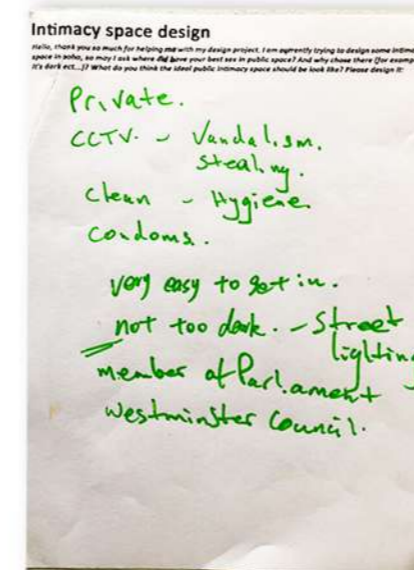 Intimacy space design
Hello, thank you so much for helping me with my design project. I am currently trying to design some intima
space in soho, so may I ask where did have your best sex in public space? And why chose there (for examp
it's dark ect...)? What do you think the ideal public intimacy space should be look like? Please design it:
Private.
CCTV. - Vandalism.
stealing.
Clean - Hygiene
Condoms.
very easy to get in.
not too dark. - Street
lighting
member of Parliament -
Westminster Council.